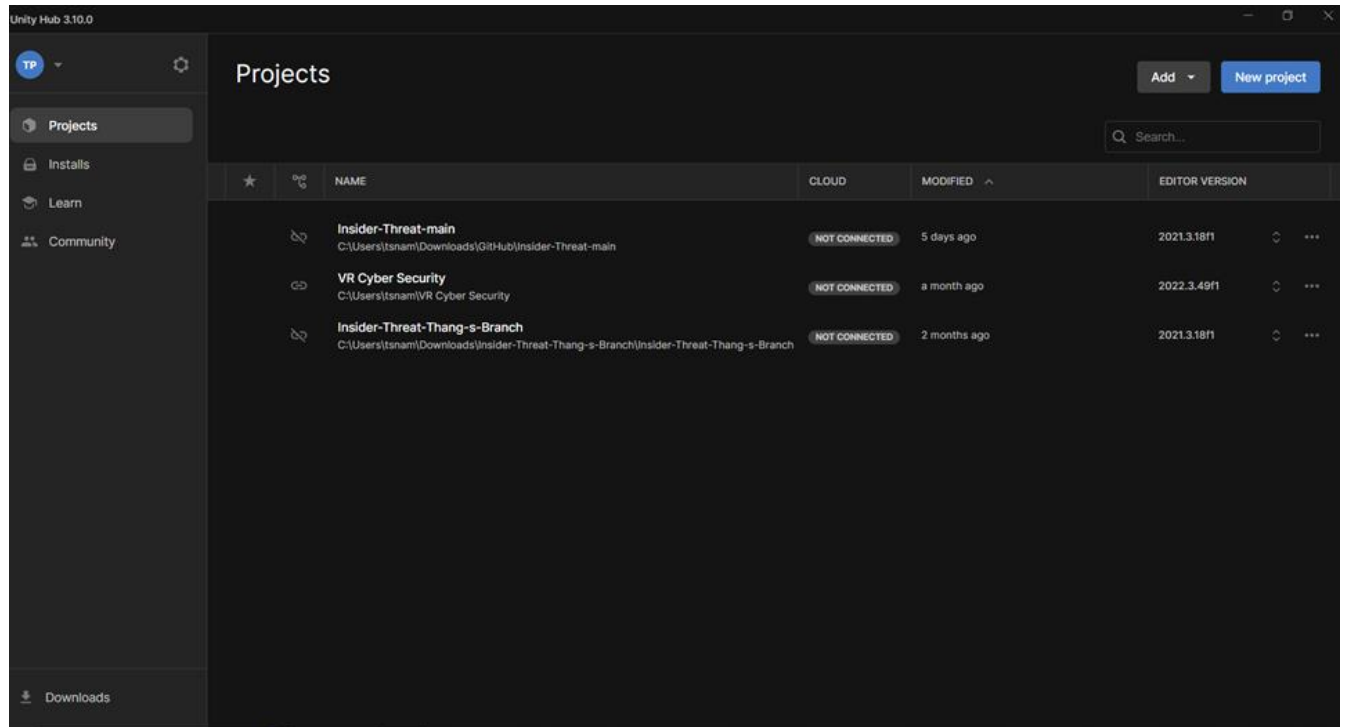 Unity Hub 3.10.0
TP
Projects
Add
New project
Projects
Installs
Learn
Community
Search...
NAME CLOUD MODIFIED EDITOR VERSION
Insider-Threat-main
C:\Users\tsnam\Downloads\GitHub\Insider-Threat-main
NOT CONNECTED 5 days ago 2021.3.18f1
VR Cyber Security
C:\Users\tsnam\VR Cyber Security
NOT CONNECTED a month ago 2022.3.49f1
Insider-Threat-Thang-s-Branch
C:\Users\tsnam\Downloads\Insider-Threat-Thang-s-Branch\Insider-Threat-Thang-s-Branch
NOT CONNECTED 2 months ago 2021.3.18f1
Downloads